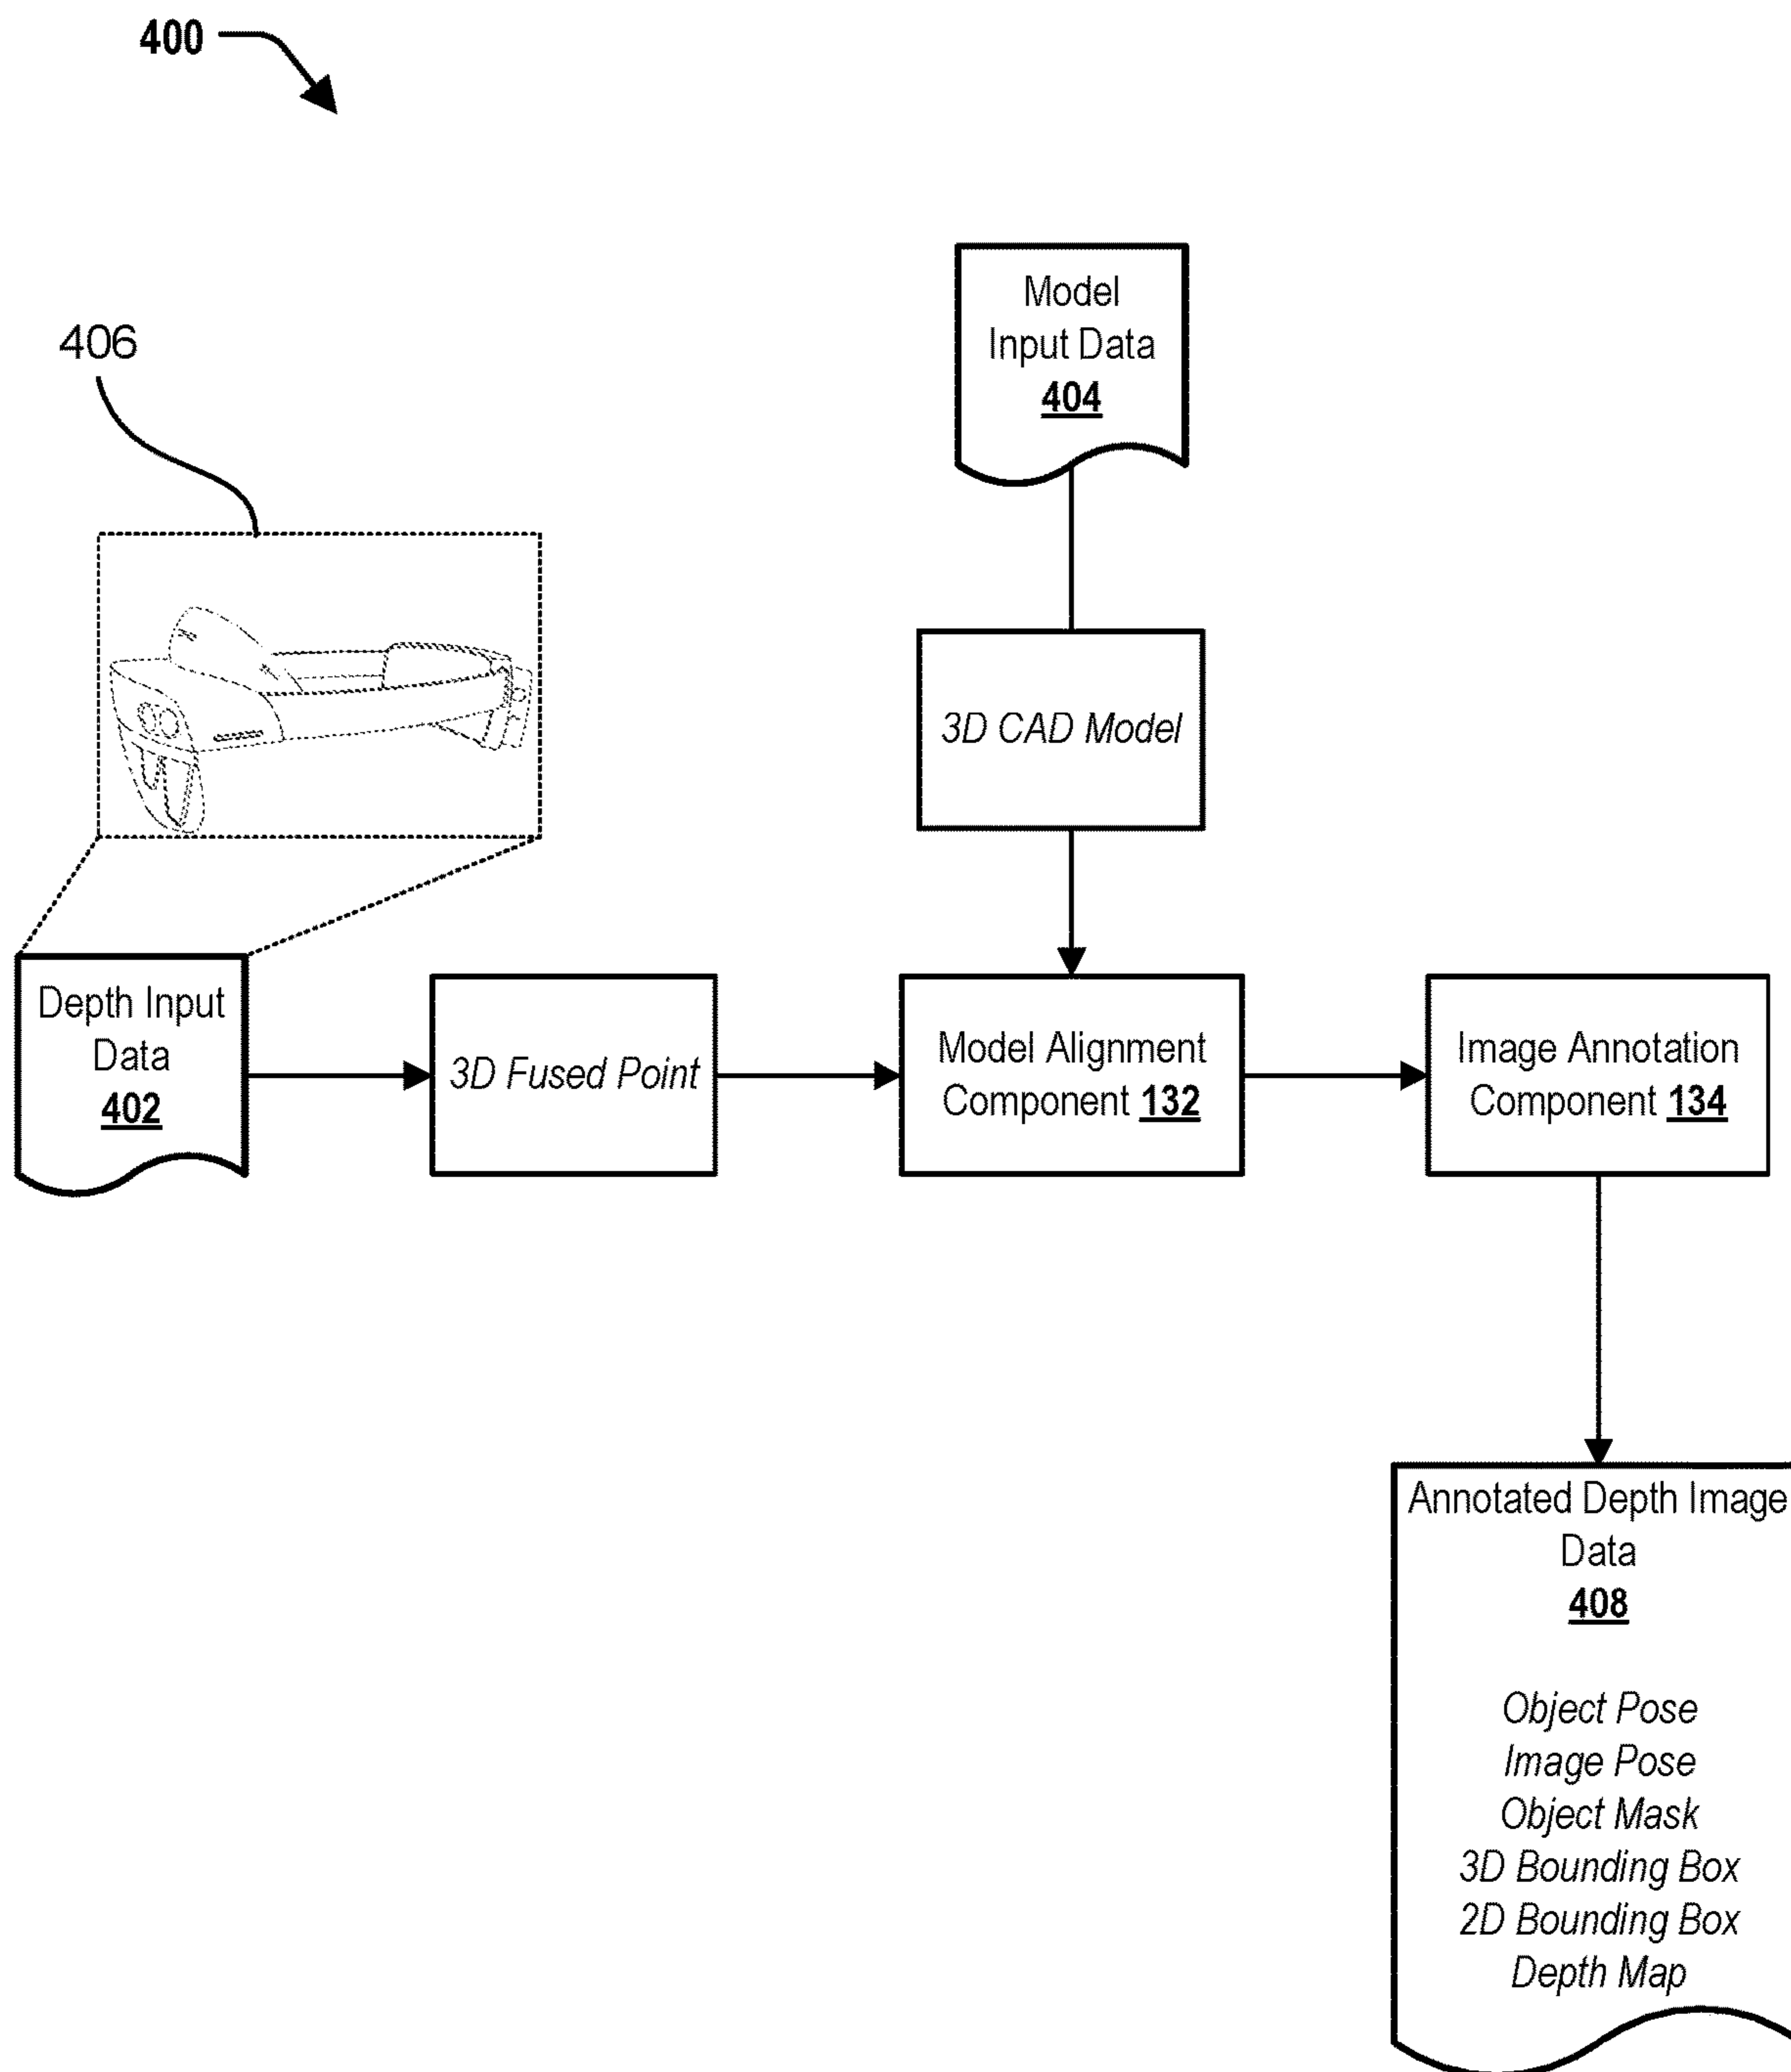 400
406
Model
Input Data
404
3D CAD Model
Depth Input
Data
402
3D Fused Point
Model Alignment
Component 132
Image Annotation
Component 134
Annotated Depth Image
Data
408
Object Pose
Image Pose
Object Mask
3D Bounding Box
2D Bounding Box
Depth Map